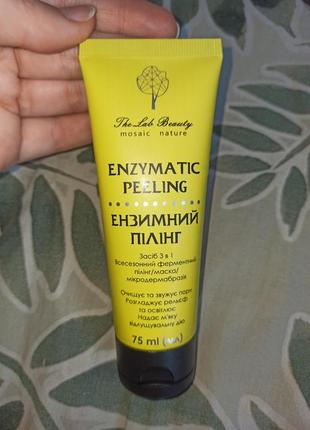 The Lab Beauty
mosaic nature
ENZYMATIC
PEELING
ЕНЗИМНИЙ
ПІЛІНГ
Засіб 3 в 1
Всесезонний ферментний
пілінг/маска/
мікродермабразія
Очищує та звужує пори
Розгладжує рельєф
та освітлює
Надає м'яку
відлущувальну дію
75 ml (мл)